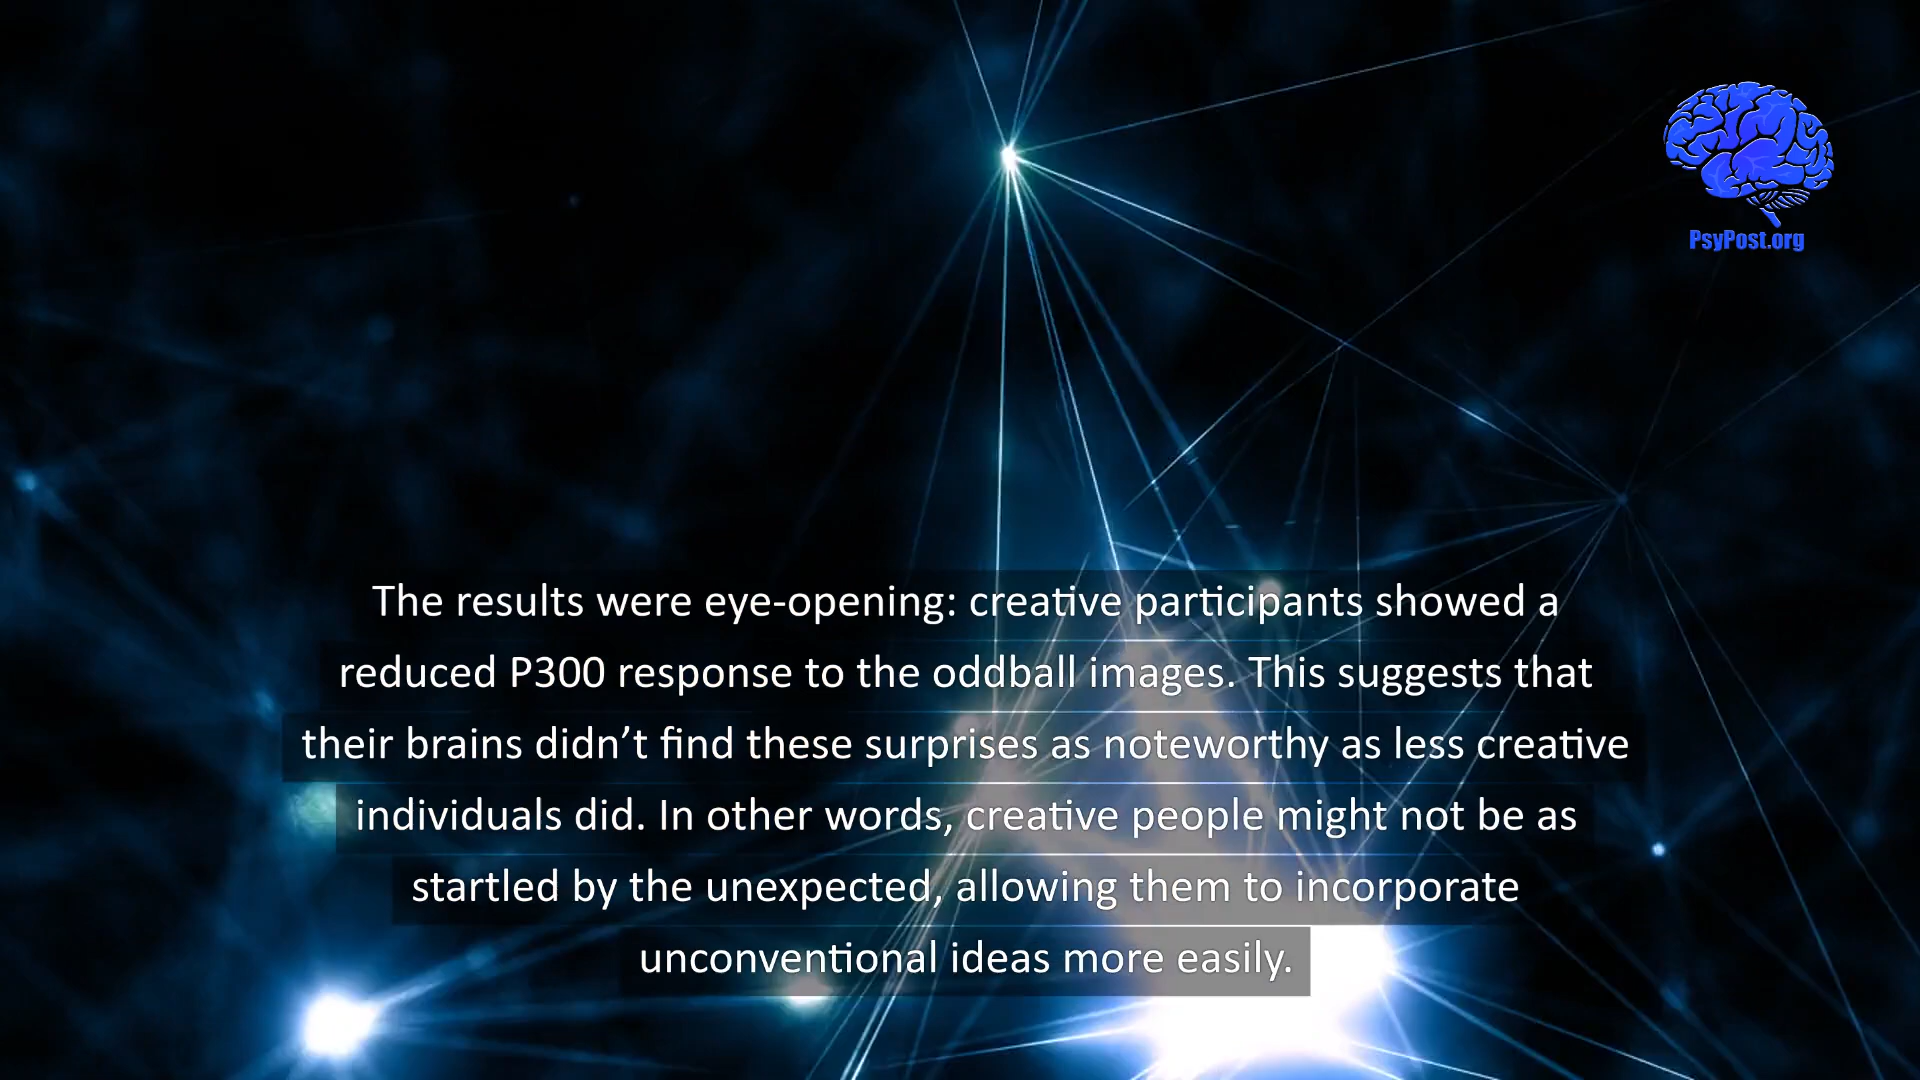 PsyPost.org
The results were eye-opening: creative participants showed a
reduced P300 response to the oddball images. This suggests that
their brains didn’t find these surprises as noteworthy as less creative
individuals did. In other words, creative people might not be as
startled by the unexpected, allowing them to incorporate
unconventional ideas more easily.